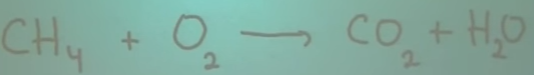 CH₄ + O₂ → CO₂ + H₂O